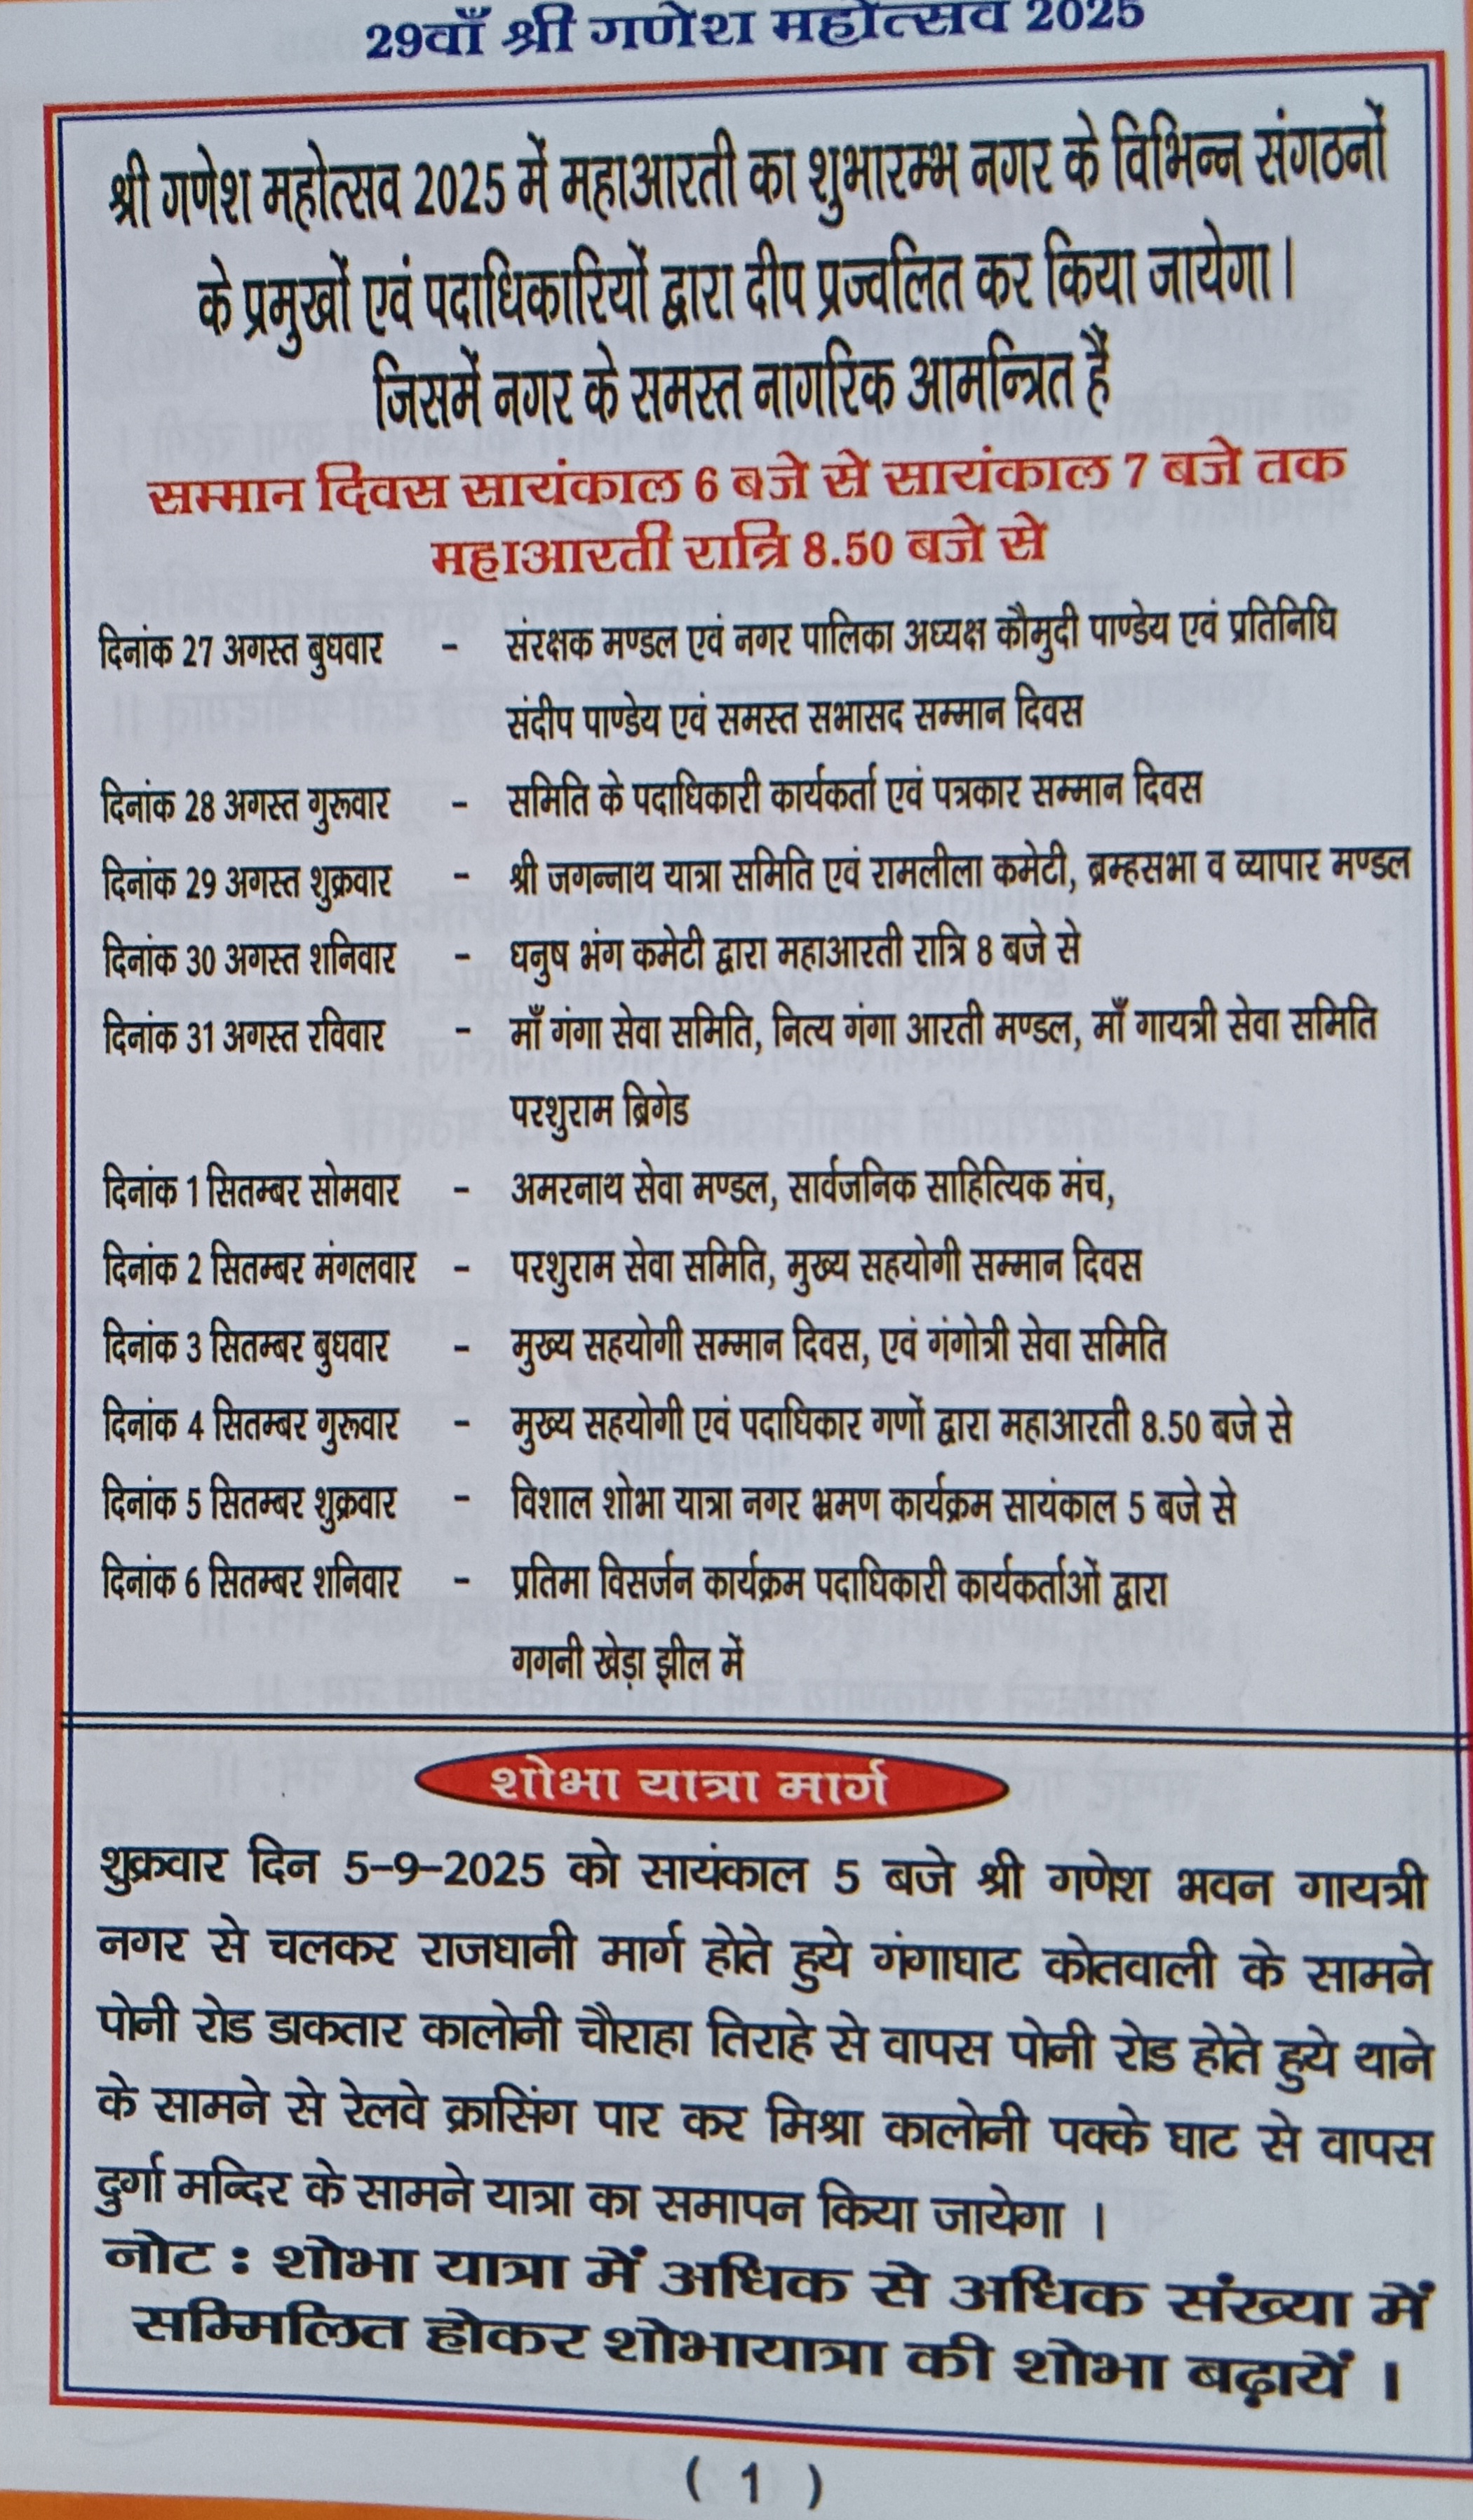 29वाँ श्री गणेश महोत्सव 2025
श्री गणेश महोत्सव 2025 में महाआरती का शुभारम्भ नगर के विभिन्न संगठनों
के प्रमुखों एवं पदाधिकारियों द्वारा दीप प्रज्वलित कर किया जायेगा।
जिसमें नगर के समस्त नागरिक आमन्त्रित हैं
सम्मान दिवस सायंकाल 6 बजे से सायंकाल 7 बजे तक
महाआरती रात्रि 8.50 बजे से
दिनांक 27 अगस्त बुधवार - संरक्षक मण्डल एवं नगर पालिका अध्यक्ष कौमुदी पाण्डेय एवं प्रतिनिधि
संदीप पाण्डेय एवं समस्त सभासद सम्मान दिवस
दिनांक 28 अगस्त गुरूवार - समिति के पदाधिकारी कार्यकर्ता एवं पत्रकार सम्मान दिवस
दिनांक 29 अगस्त शुक्रवार - श्री जगन्नाथ यात्रा समिति एवं रामलीला कमेटी, ब्रम्हसभा व व्यापार मण्डल
दिनांक 30 अगस्त शनिवार - धनुष भंग कमेटी द्वारा महाआरती रात्रि 8 बजे से
दिनांक 31 अगस्त रविवार - माँ गंगा सेवा समिति, नित्य गंगा आरती मण्डल, माँ गायत्री सेवा समिति
परशुराम ब्रिगेड
दिनांक 1 सितम्बर सोमवार - अमरनाथ सेवा मण्डल, सार्वजनिक साहित्यिक मंच,
दिनांक 2 सितम्बर मंगलवार - परशुराम सेवा समिति, मुख्य सहयोगी सम्मान दिवस
दिनांक 3 सितम्बर बुधवार - मुख्य सहयोगी सम्मान दिवस, एवं गंगोत्री सेवा समिति
दिनांक 4 सितम्बर गुरूवार - मुख्य सहयोगी एवं पदाधिकार गणों द्वारा महाआरती 8.50 बजे से
दिनांक 5 सितम्बर शुक्रवार - विशाल शोभा यात्रा नगर भ्रमण कार्यक्रम सायंकाल 5 बजे से
दिनांक 6 सितम्बर शनिवार - प्रतिमा विसर्जन कार्यक्रम पदाधिकारी कार्यकर्ताओं द्वारा
गगनी खेड़ा झील में
शोभा यात्रा मार्ग
शुक्रवार दिन 5-9-2025 को सायंकाल 5 बजे श्री गणेश भवन गायत्री
नगर से चलकर राजधानी मार्ग होते हुये गंगाघाट कोतवाली के सामने
पोनी रोड डाकतार कालोनी चौराहा तिराहे से वापस पोनी रोड होते हुये थाने
के सामने से रेलवे क्रासिंग पार कर मिश्रा कालोनी पक्के घाट से वापस
दुर्गा मन्दिर के सामने यात्रा का समापन किया जायेगा ।
नोट : शोभा यात्रा में अधिक से अधिक संख्या में
सम्मिलित होकर शोभायात्रा की शोभा बढ़ायें ।
( 1 )